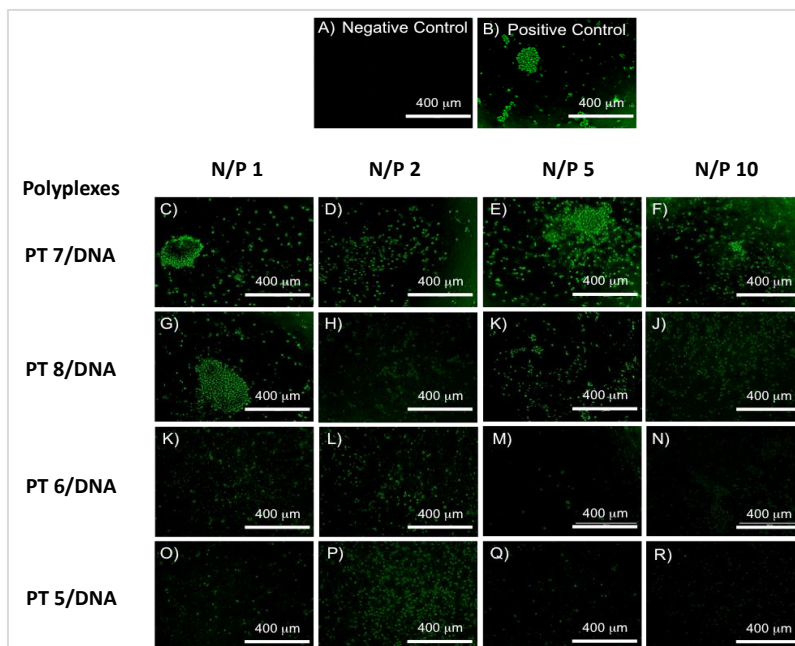 A) Negative Control
400 µm
B) Positive Control
400 µm
Polyplexes
N/P 1
N/P 2
N/P 5
N/P 10
PT 7/DNA
C)
400 µm
D)
400 µm
E)
400 µm
F)
400 µm
PT 8/DNA
G)
400 µm
H)
400 µm
K)
400 µm
J)
400 µm
PT 6/DNA
K)
400 µm
L)
400 µm
M)
400 µm
N)
400 µm
PT 5/DNA
O)
400 µm
P)
400 µm
Q)
400 µm
R)
400 µm